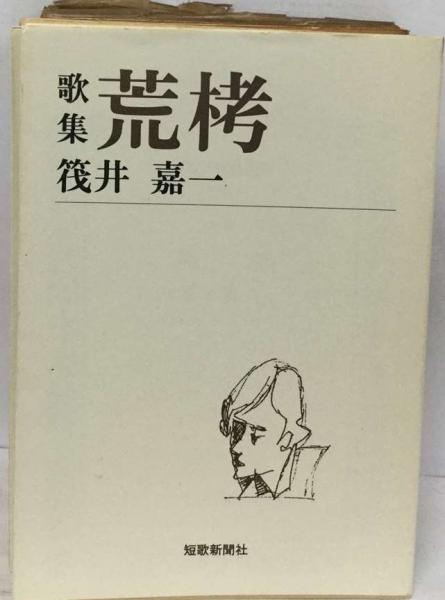 歌集 荒栲
筏井 嘉一
短歌新聞社